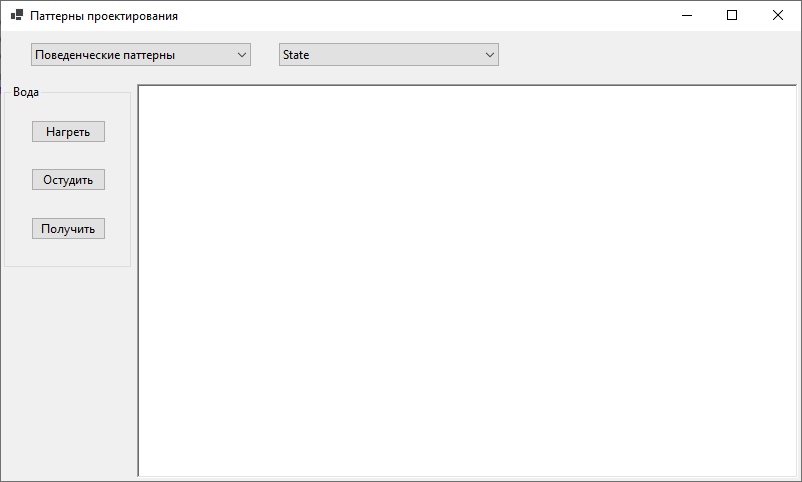 Паттерны проектирования
Поведенческие паттерны
State
Вода
Нагреть
Остудить
Получить